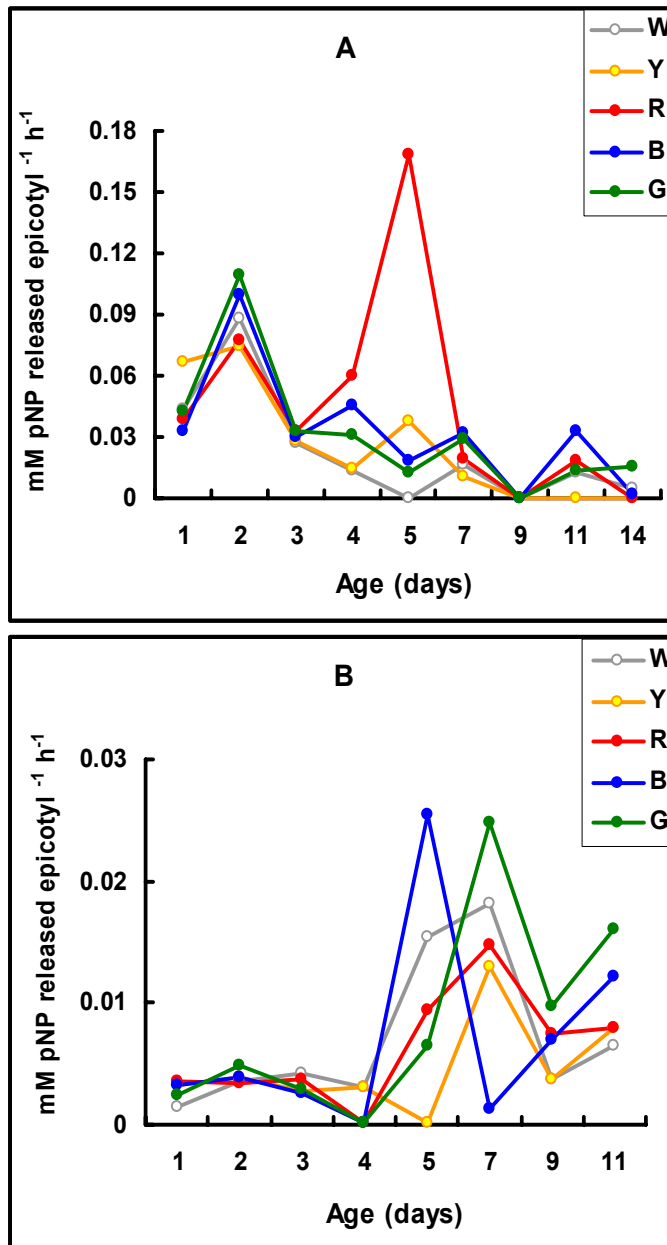 A
W
Y
R
B
G
0.18
0.15
0.12
0.09
0.06
0.03
0
mM pNP released epicotyl ⁻¹ h⁻¹
1 2 3 4 5 7 9 11 14
Age (days)
B
W
Y
R
B
G
0.03
0.02
0.01
0
mM pNP released epicotyl ⁻¹ h⁻¹
1 2 3 4 5 7 9 11
Age (days)